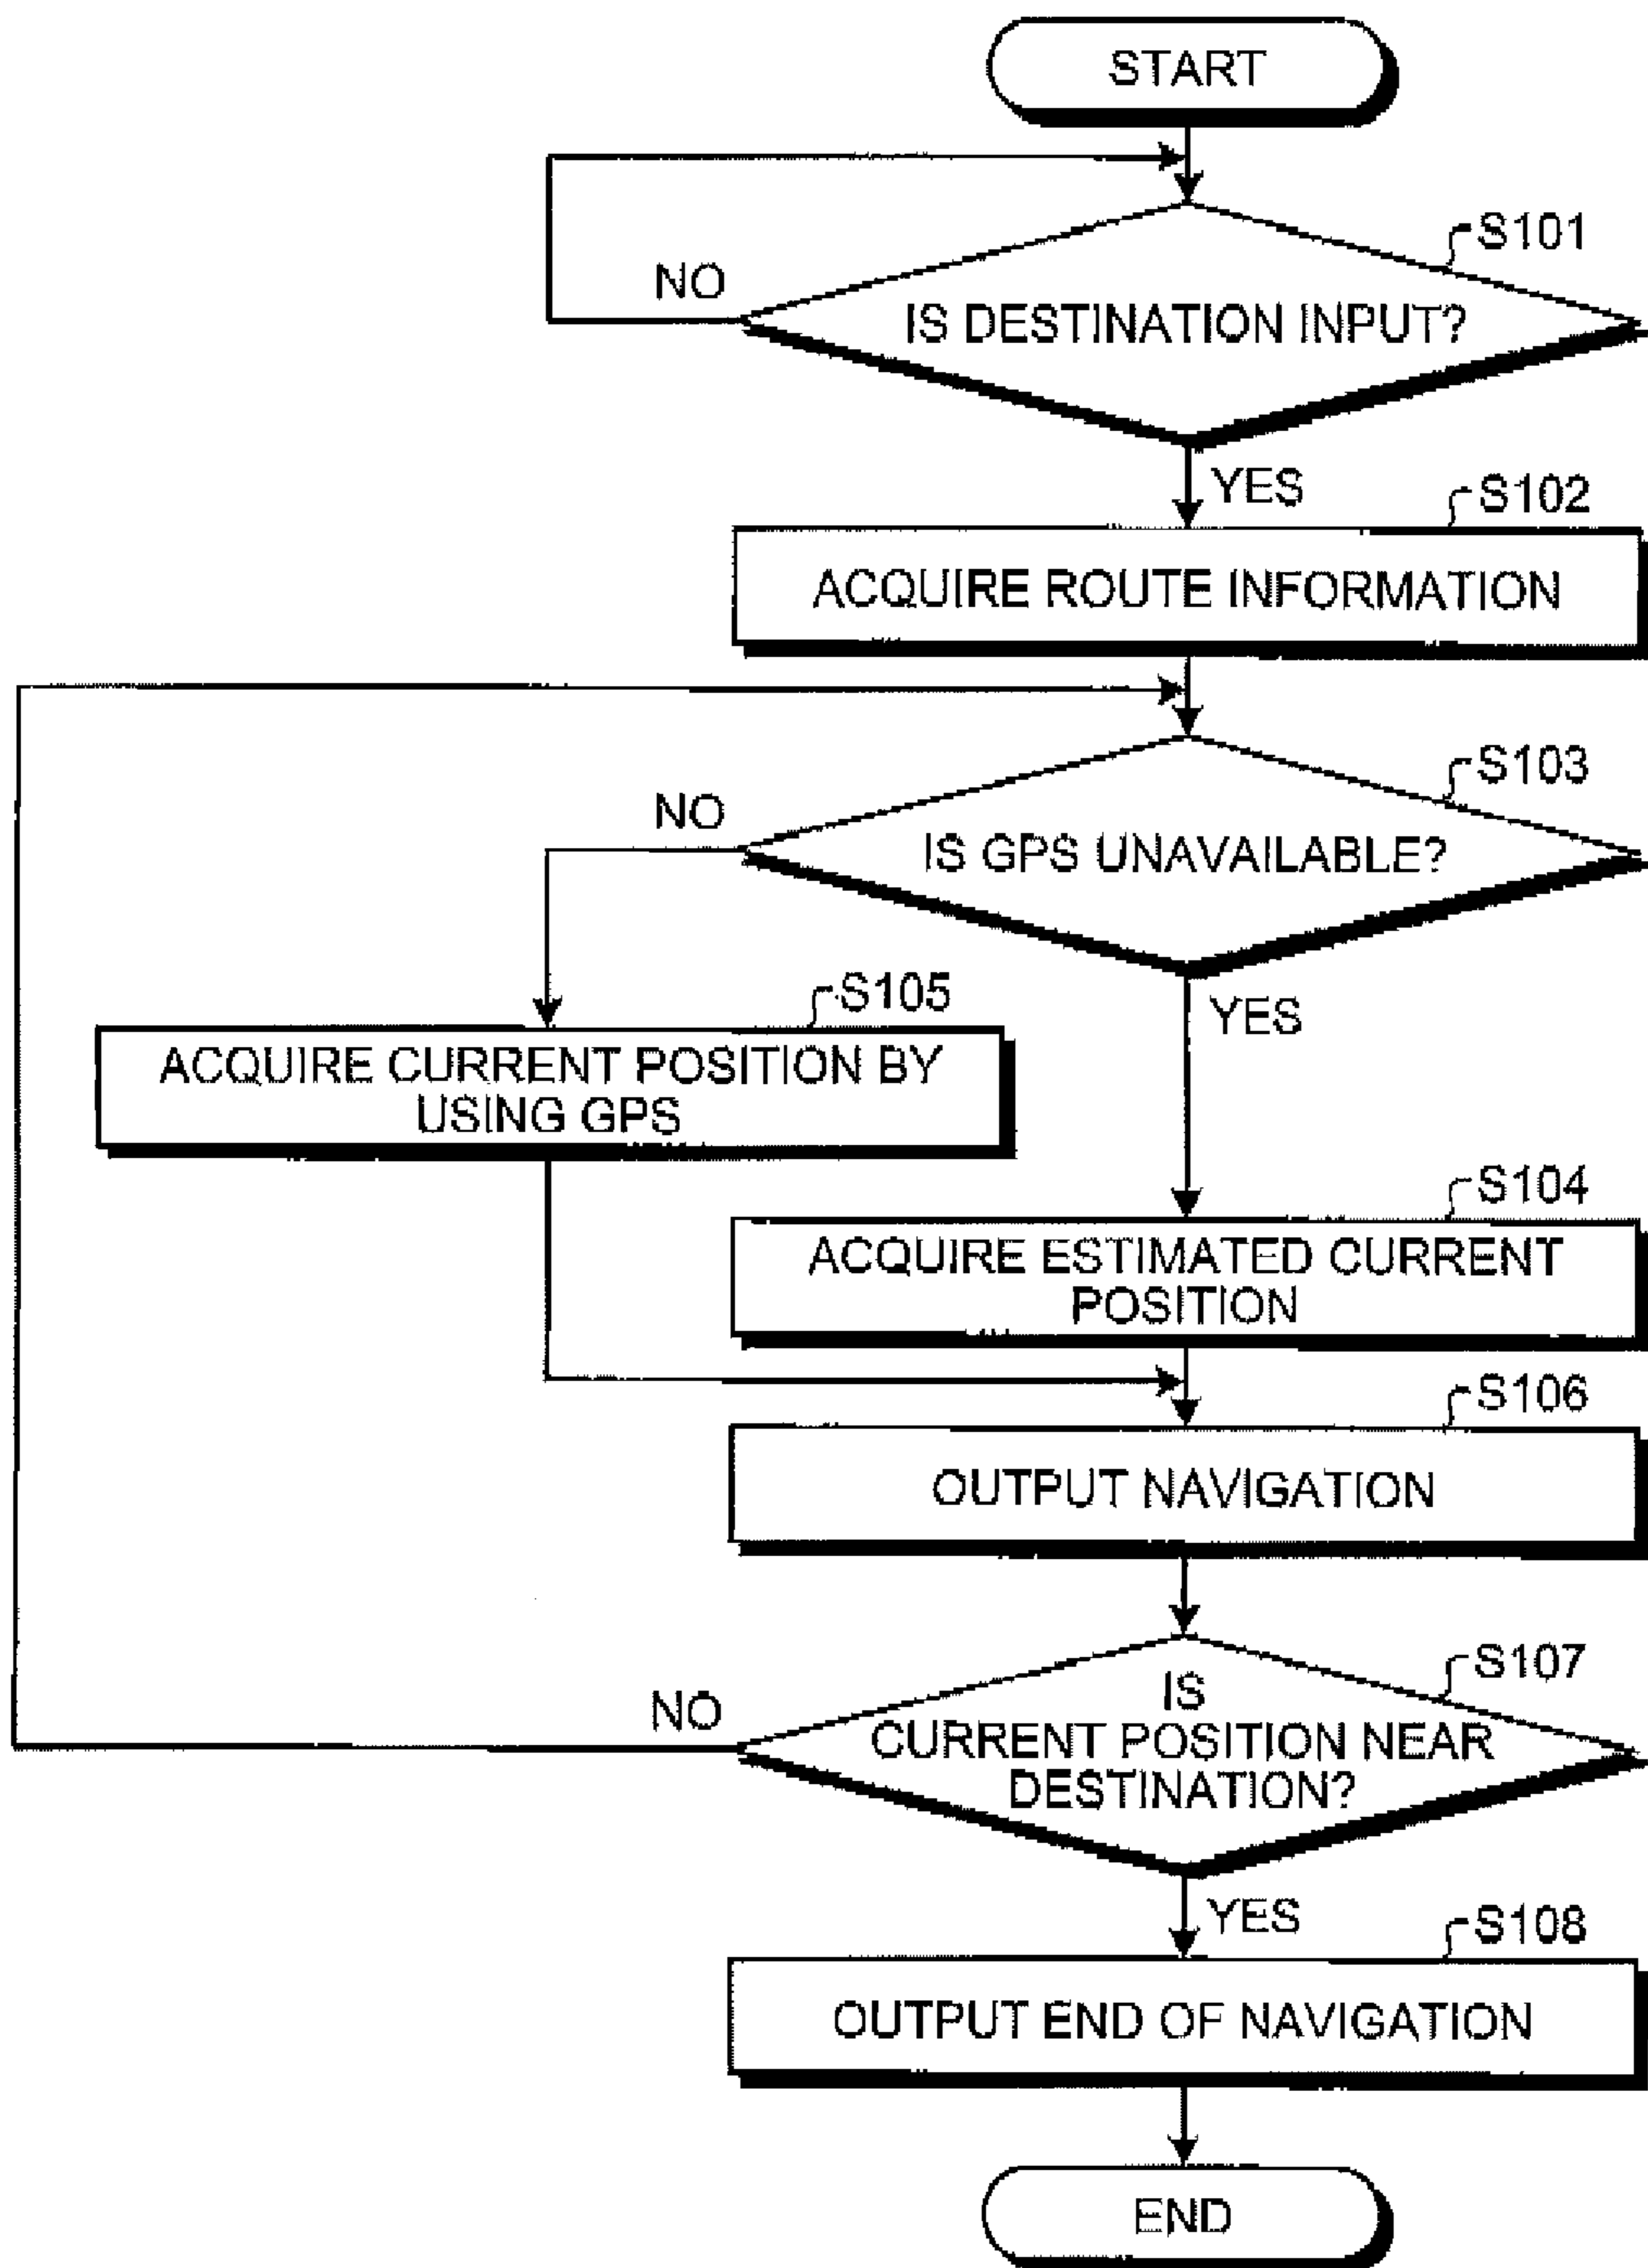 START
S101
NO
IS DESTINATION INPUT?
YES
S102
ACQUIRE ROUTE INFORMATION
S103
NO
IS GPS UNAVAILABLE?
S105
YES
ACQUIRE CURRENT POSITION BY
USING GPS
S104
ACQUIRE ESTIMATED CURRENT
POSITION
S106
OUTPUT NAVIGATION
S107
NO
IS
CURRENT POSITION NEAR
DESTINATION?
YES
S108
OUTPUT END OF NAVIGATION
END